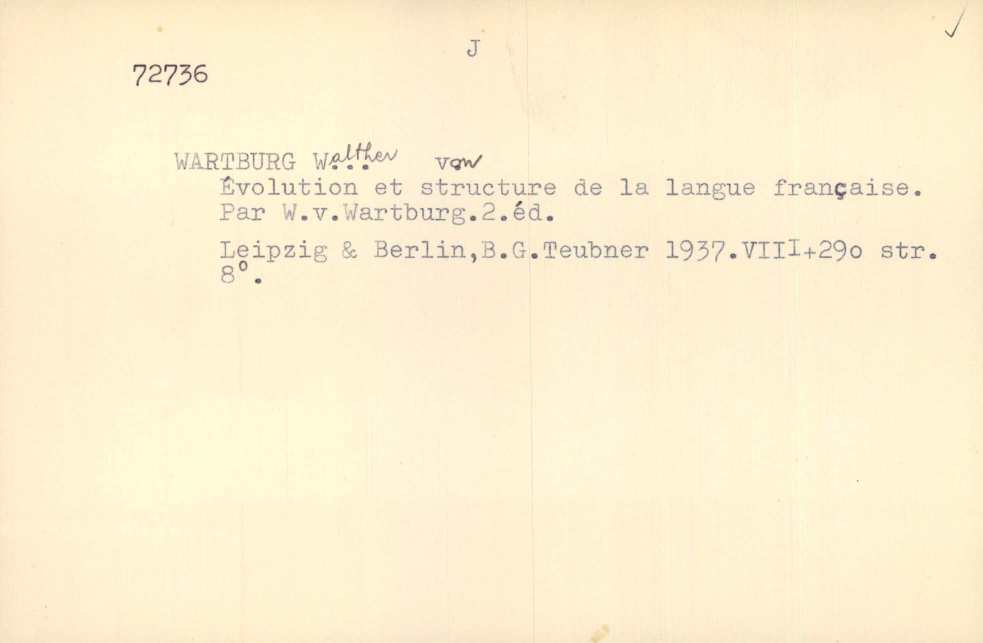 J
72736
WARTBURG Walther von
Évolution et structure de la langue française.
Par W.v.Wartburg.2.éd.
Leipzig & Berlin,B.G.Teubner 1937.VIII+29o str.
8°.